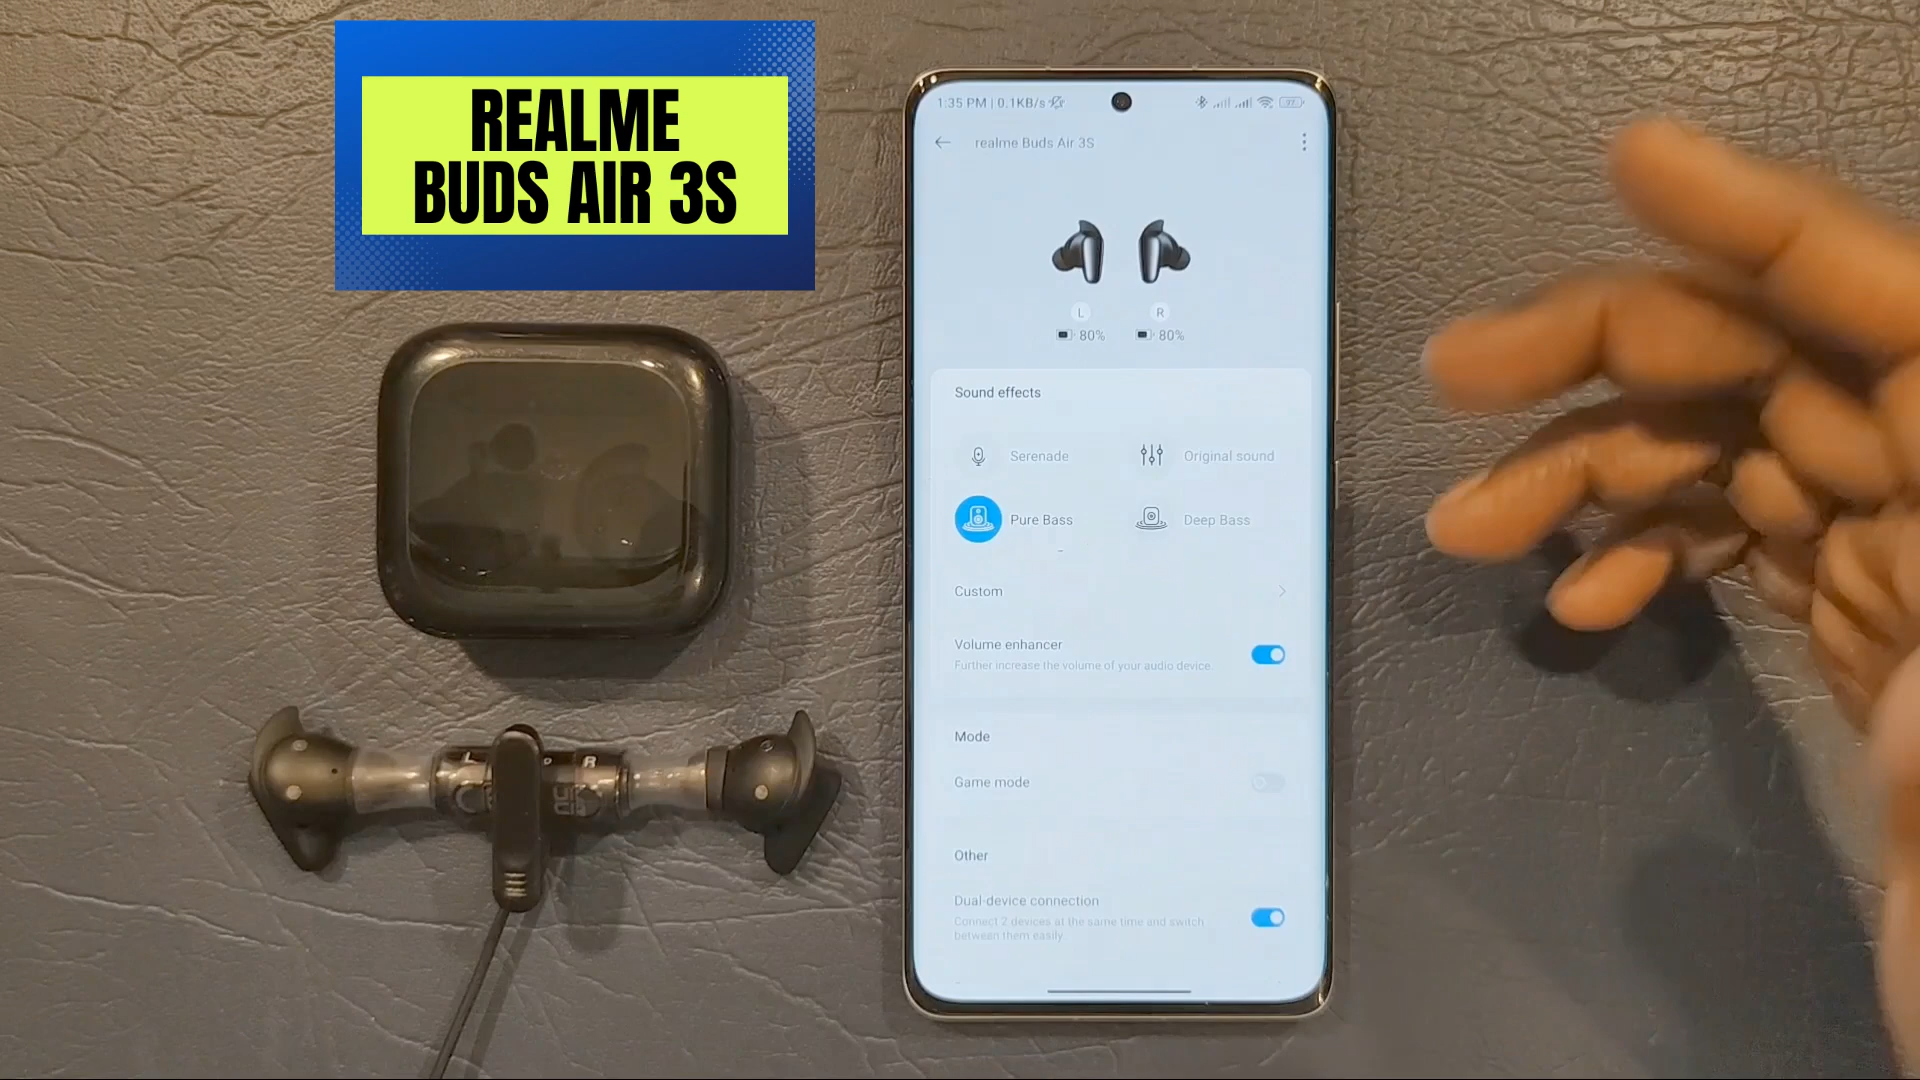 REALME
BUDS AIR 3S
1:35 PM | 0.1KB/s
realme Buds Air 3S
L
R
80%
80%
Sound effects
Serenade
Original sound
Pure Bass
Deep Bass
Custom
Volume enhancer
Further increase the volume of your audio device.
Mode
Game mode
Other
Dual-device connection
Connect 2 devices at the same time and switch
between them easily
R